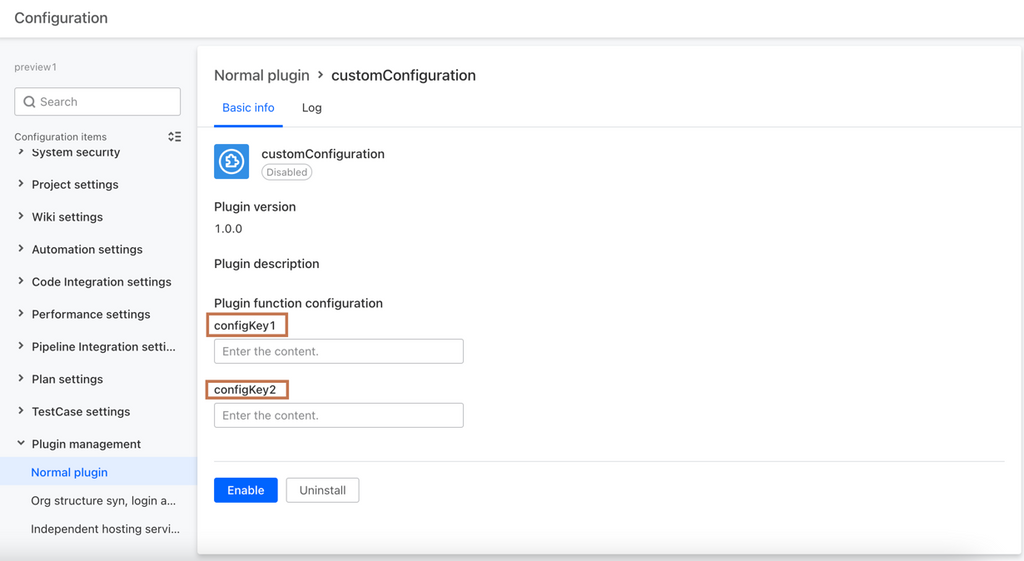 Configuration
preview1
Search
Configuration items
System security
Project settings
Wiki settings
Automation settings
Code Integration settings
Performance settings
Pipeline Integration setti...
Plan settings
TestCase settings
Plugin management
Normal plugin
Org structure syn, login a...
Independent hosting servi...
Normal plugin > customConfiguration
Basic info Log
customConfiguration
Disabled
Plugin version
1.0.0
Plugin description
Plugin function configuration
configKey1
Enter the content.
configKey2
Enter the content.
Enable Uninstall